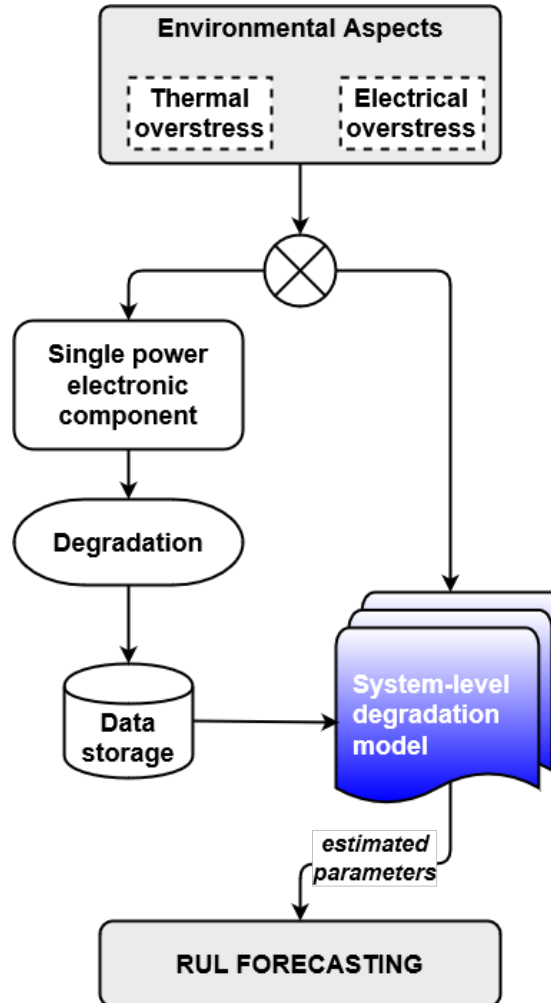 Environmental Aspects
Thermal
overstress
Electrical
overstress
Single power
electronic
component
Degradation
Data
storage
System-level
degradation
model
estimated
parameters
RUL FORECASTING